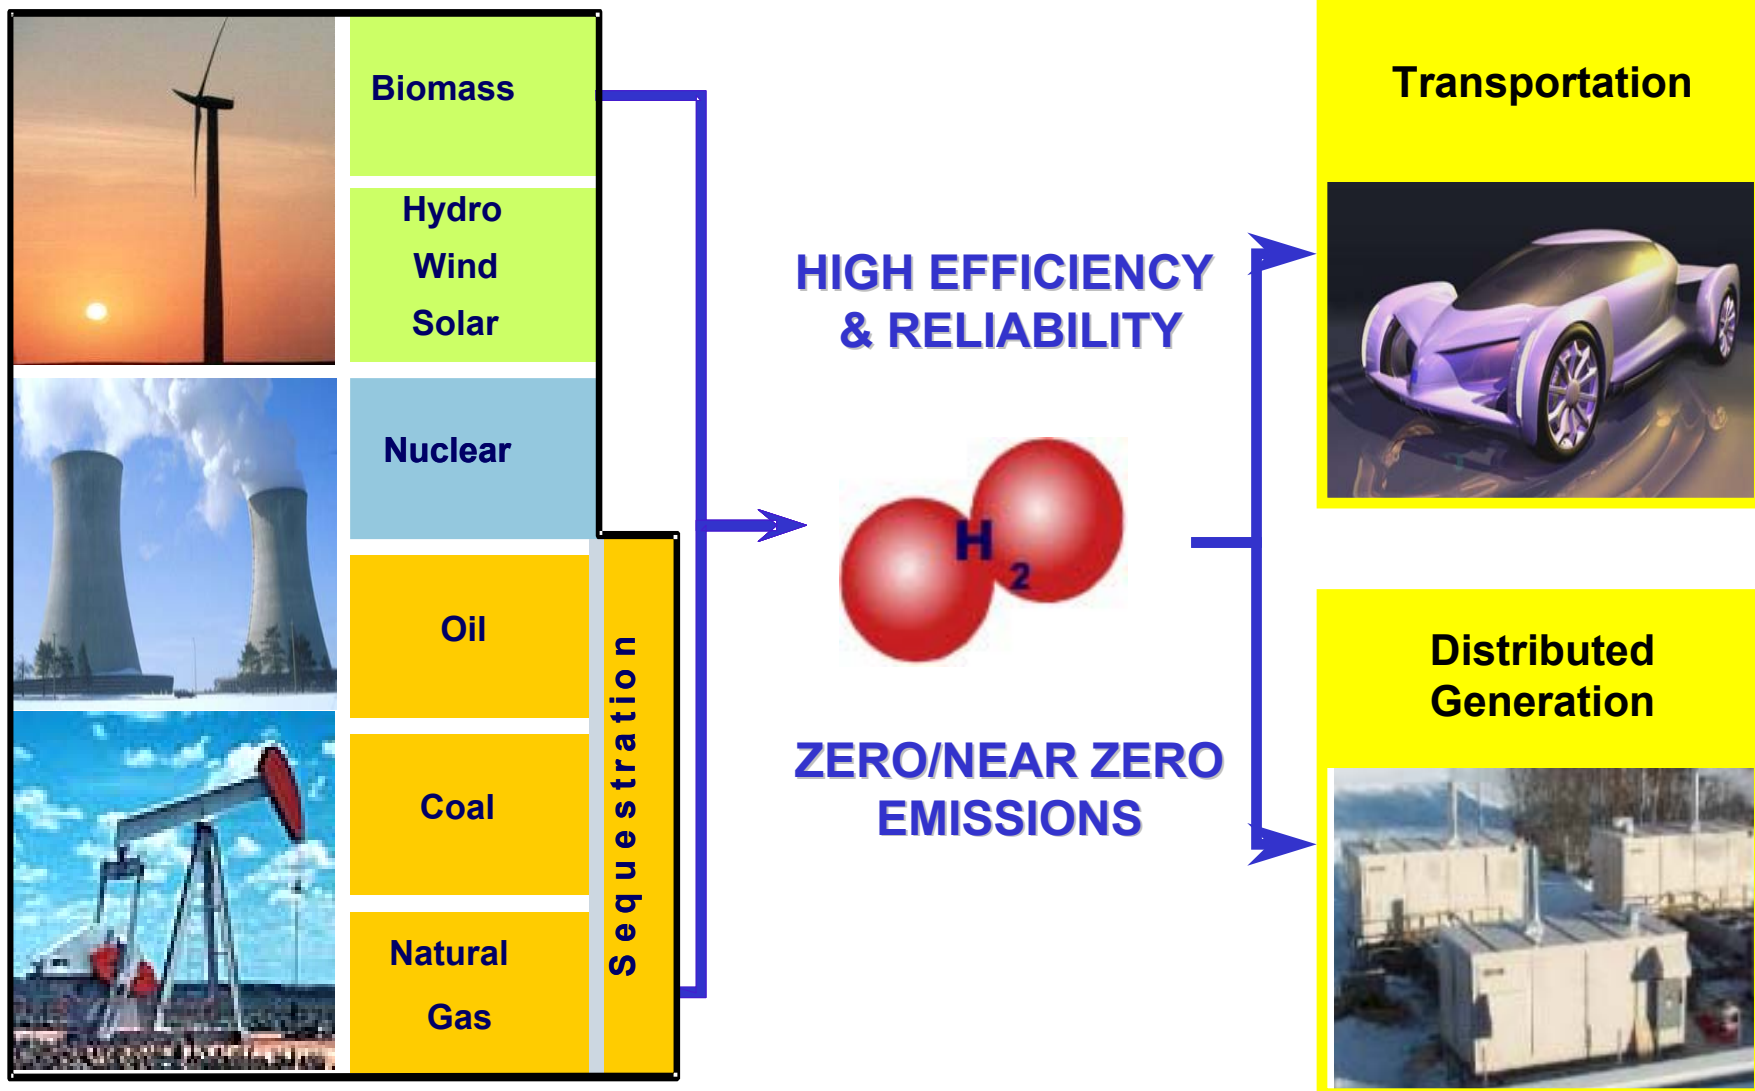 Biomass
Hydro
Wind
Solar
Nuclear
Oil
Coal
Natural
Gas
Sequestration
HIGH EFFICIENCY
& RELIABILITY
H2
ZERO/NEAR ZERO
EMISSIONS
Transportation
Distributed
Generation